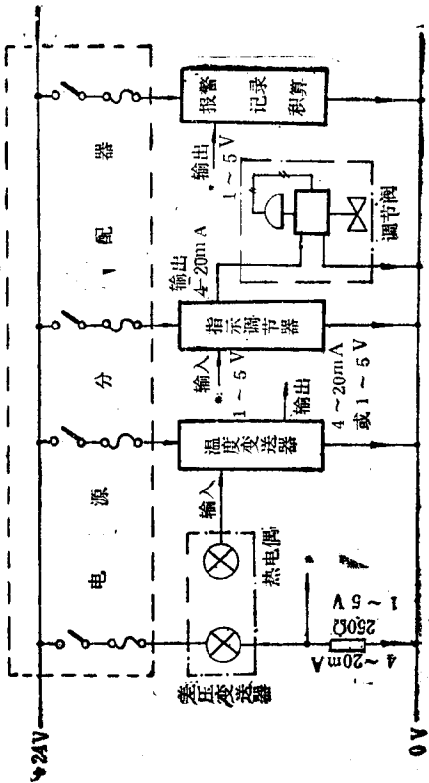 +24V
电源分配器
差压变送器
4~20mA
250Ω
1~5V
热电偶
输入
温度变送器
输出
4~20mA
或1~5V
输入
1~5V
指示调节器
输出
4-20mA
调节阀
输出
1~5V
报警
记录
积算
0V